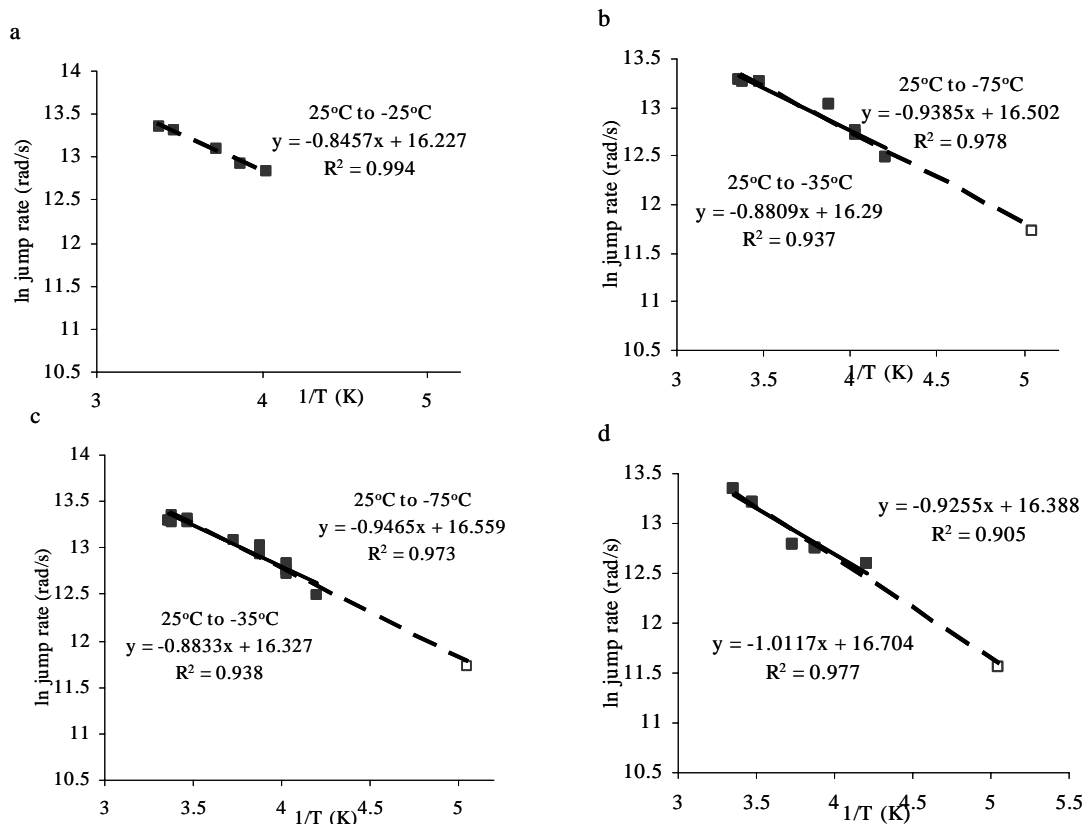 a
14
13.5
13
12.5
12
11.5
11
10.5
ln jump rate (rad/s)
25°C to -25°C
y = -0.8457x + 16.227
R² = 0.994
3
4
5
1/T (K)
b
13.5
13
12.5
12
11.5
11
10.5
ln jump rate (rad/s)
25°C to -75°C
y = -0.9385x + 16.502
R² = 0.978
25°C to -35°C
y = -0.8809x + 16.29
R² = 0.937
3
3.5
4
4.5
5
1/T (K)
c
14
13.5
13
12.5
12
11.5
11
10.5
ln jump rate (rad/s)
25°C to -75°C
y = -0.9465x + 16.559
R² = 0.973
25°C to -35°C
y = -0.8833x + 16.327
R² = 0.938
3
3.5
4
4.5
5
1/T (K)
d
13.5
13
12.5
12
11.5
11
10.5
ln jump rate (rad/s)
y = -0.9255x + 16.388
R² = 0.905
y = -1.0117x + 16.704
R² = 0.977
3
3.5
4
4.5
5
5.5
1/T (K)